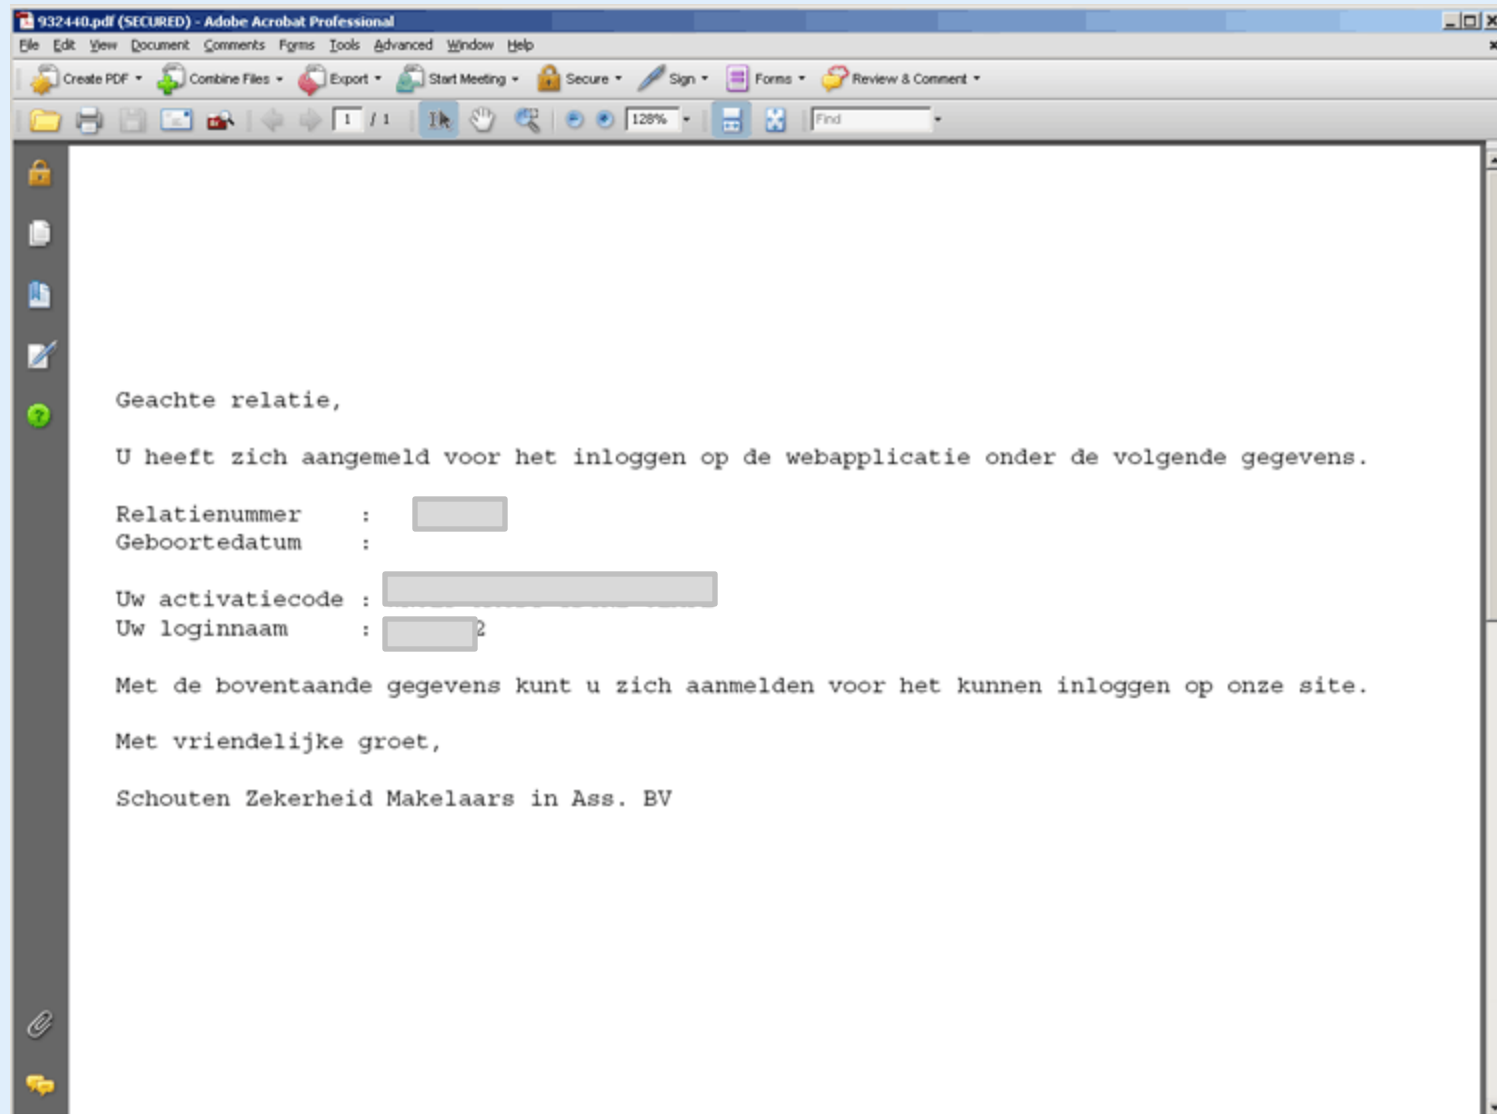 932440.pdf (SECURED) - Adobe Acrobat Professional
File Edit View Document Comments Forms Tools Advanced Window Help
Create PDF Combine Files Export Start Meeting Secure Sign Forms Review & Comment
1 / 1 128% Find
Geachte relatie,
U heeft zich aangemeld voor het inloggen op de webapplicatie onder de volgende gegevens.
Relatienummer :
Geboortedatum :
Uw activatiecode :
Uw loginnaam : 2
Met de boventaande gegevens kunt u zich aanmelden voor het kunnen inloggen op onze site.
Met vriendelijke groet,
Schouten Zekerheid Makelaars in Ass. BV